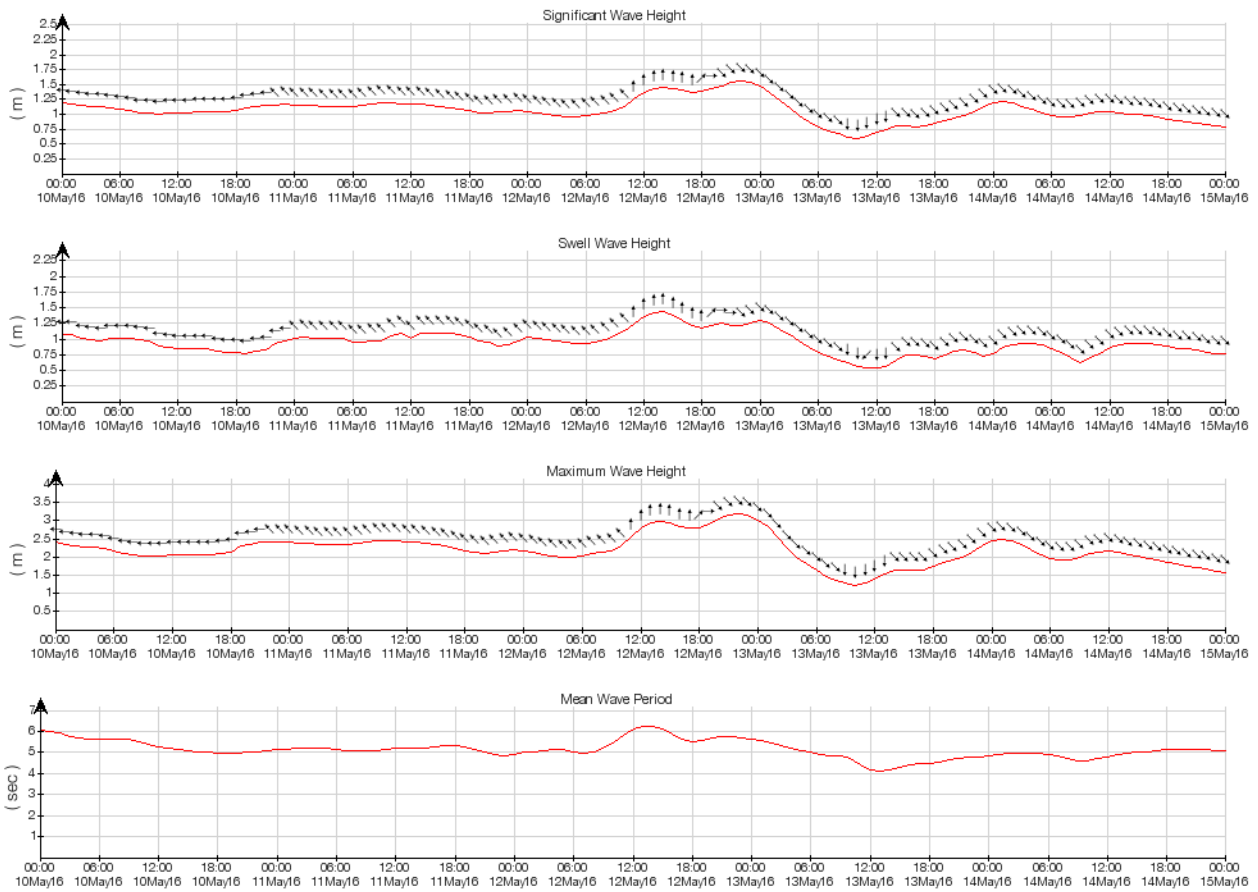 Significant Wave Height
2.5
2.25
2
1.75
1.5
1.25
1
0.75
0.5
0.25
( m )
00:00 06:00 12:00 18:00 00:00 06:00 12:00 18:00 00:00 06:00 12:00 18:00 00:00 06:00 12:00 18:00 00:00 06:00 12:00 18:00 00:00
10May16 10May16 10May16 10May16 11May16 11May16 11May16 11May16 12May16 12May16 12May16 12May16 13May16 13May16 13May16 13May16 14May16 14May16 14May16 14May16 15May16
Swell Wave Height
2.25
2
1.75
1.5
1.25
1
0.75
0.5
0.25
( m )
00:00 06:00 12:00 18:00 00:00 06:00 12:00 18:00 00:00 06:00 12:00 18:00 00:00 06:00 12:00 18:00 00:00 06:00 12:00 18:00 00:00
10May16 10May16 10May16 10May16 11May16 11May16 11May16 11May16 12May16 12May16 12May16 12May16 13May16 13May16 13May16 13May16 14May16 14May16 14May16 14May16 15May16
Maximum Wave Height
4
3.5
3
2.5
2
1.5
1
0.5
( m )
00:00 06:00 12:00 18:00 00:00 06:00 12:00 18:00 00:00 06:00 12:00 18:00 00:00 06:00 12:00 18:00 00:00 06:00 12:00 18:00 00:00
10May16 10May16 10May16 10May16 11May16 11May16 11May16 11May16 12May16 12May16 12May16 12May16 13May16 13May16 13May16 13May16 14May16 14May16 14May16 14May16 15May16
Mean Wave Period
7
6
5
4
3
2
1
( sec )
00:00 06:00 12:00 18:00 00:00 06:00 12:00 18:00 00:00 06:00 12:00 18:00 00:00 06:00 12:00 18:00 00:00 06:00 12:00 18:00 00:00
10May16 10May16 10May16 10May16 11May16 11May16 11May16 11May16 12May16 12May16 12May16 12May16 13May16 13May16 13May16 13May16 14May16 14May16 14May16 14May16 15May16